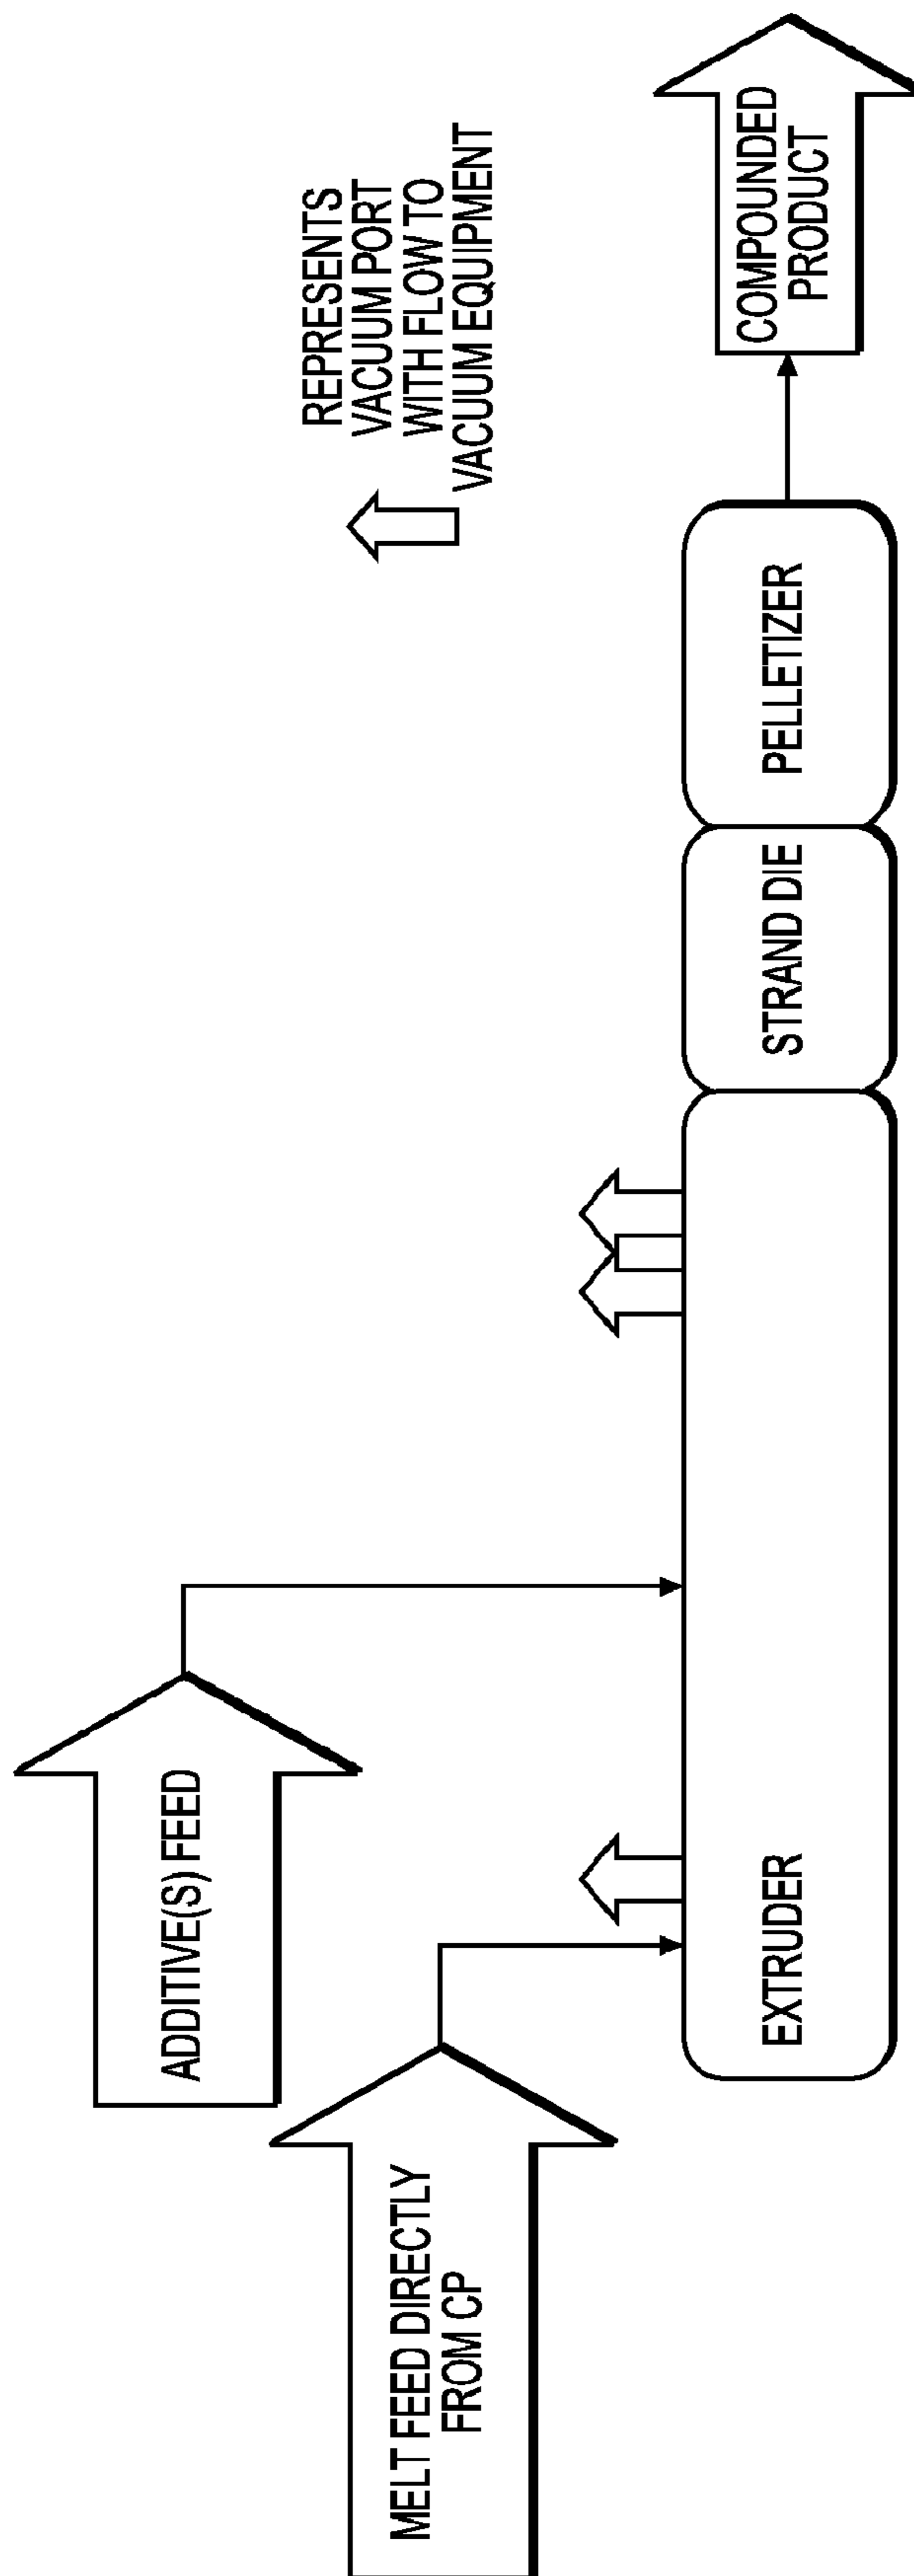 MELT FEED DIRECTLY
FROM CP
ADDITIVE(S) FEED
EXTRUDER
STRAND DIE
PELLETIZER
REPRESENTS
VACUUM PORT
WITH FLOW TO
VACUUM EQUIPMENT
COMPOUNDED
PRODUCT